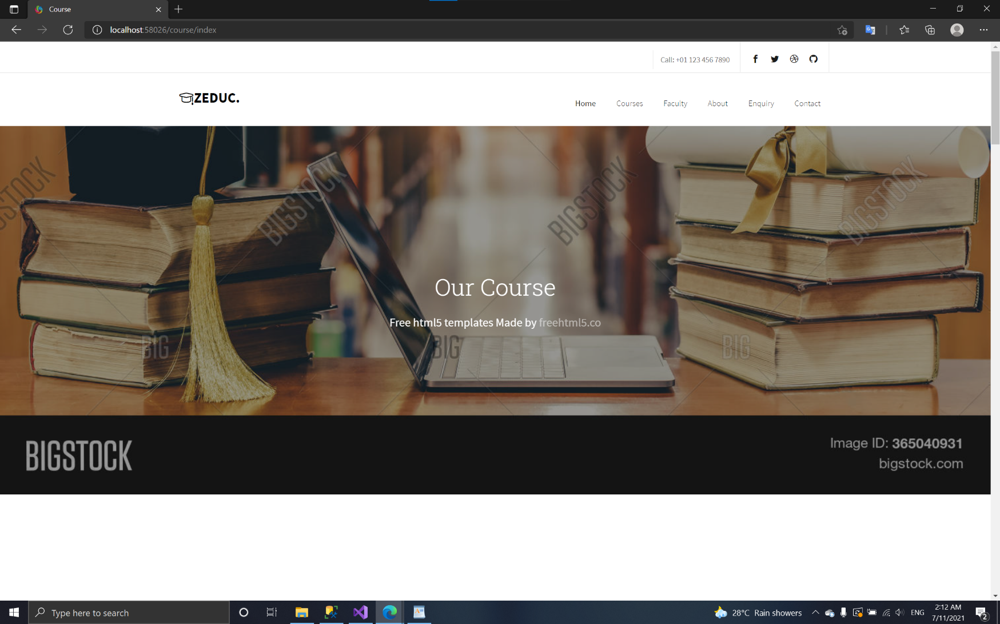 Course
localhost:58026/course/index
Call: +01 123 456 7890
ZEDUC.
Home Courses Faculty About Enquiry Contact
BIGSTOCK BIGSTOCK BIGSTOCK BIGSTOCK
Our Course
Free html5 templates Made by freehtml5.co
BIG BIG BIG
BIGSTOCK
Image ID: 365040931
bigstock.com
Type here to search
28°C Rain showers
ENG
2:12 AM
7/11/2021
2